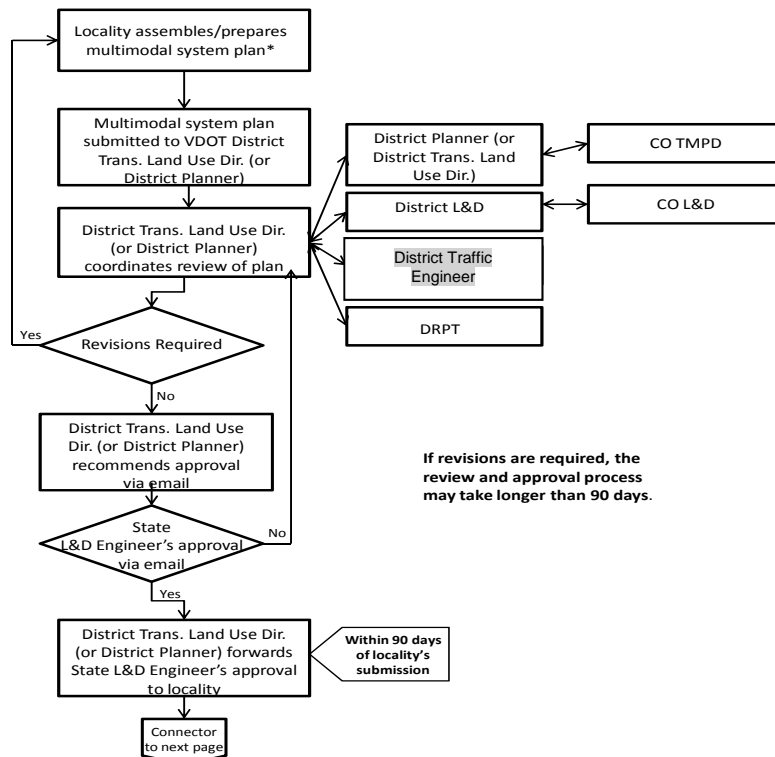 Locality assembles/prepares
multimodal system plan*
Multimodal system plan
submitted to VDOT District
Trans. Land Use Dir. (or
District Planner)
District Planner (or
District Trans. Land
Use Dir.)
CO TMPD
District L&D
CO L&D
District Trans. Land Use Dir.
(or District Planner)
coordinates review of plan
District Traffic
Engineer
DRPT
Yes
Revisions Required
No
District Trans. Land Use
Dir. (or District Planner)
recommends approval
via email
If revisions are required, the
review and approval process
may take longer than 90 days.
State
L&D Engineer’s approval
via email
No
Yes
District Trans. Land Use Dir.
(or District Planner) forwards
State L&D Engineer’s approval
to locality
Within 90 days
of locality’s
submission
Connector
to next page